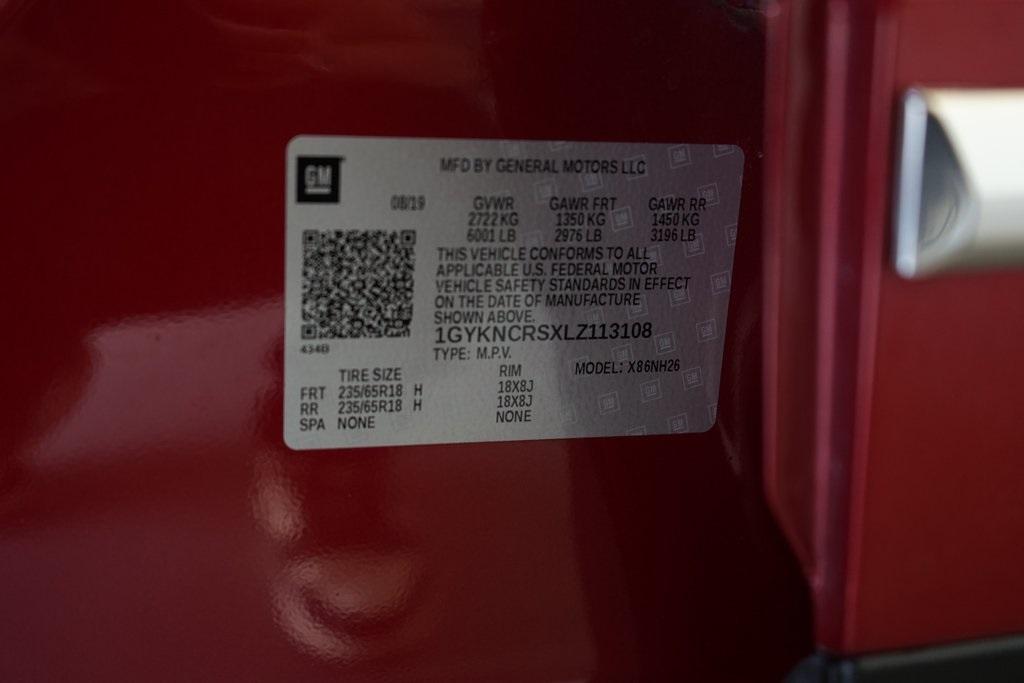 GM
MFD BY GENERAL MOTORS LLC
08/19 GVWR GAWR FRT GAWR RR
2722 KG 1350 KG 1450 KG
6001 LB 2976 LB 3196 LB
THIS VEHICLE CONFORMS TO ALL
APPLICABLE U.S. FEDERAL MOTOR
VEHICLE SAFETY STANDARDS IN EFFECT
ON THE DATE OF MANUFACTURE
SHOWN ABOVE.
1GYKNCRSXLZ113108
434B
TYPE: M.P.V.
MODEL: X86NH26
TIRE SIZE RIM
FRT 235/65R18 H 18X8J
RR 235/65R18 H 18X8J
SPA NONE NONE